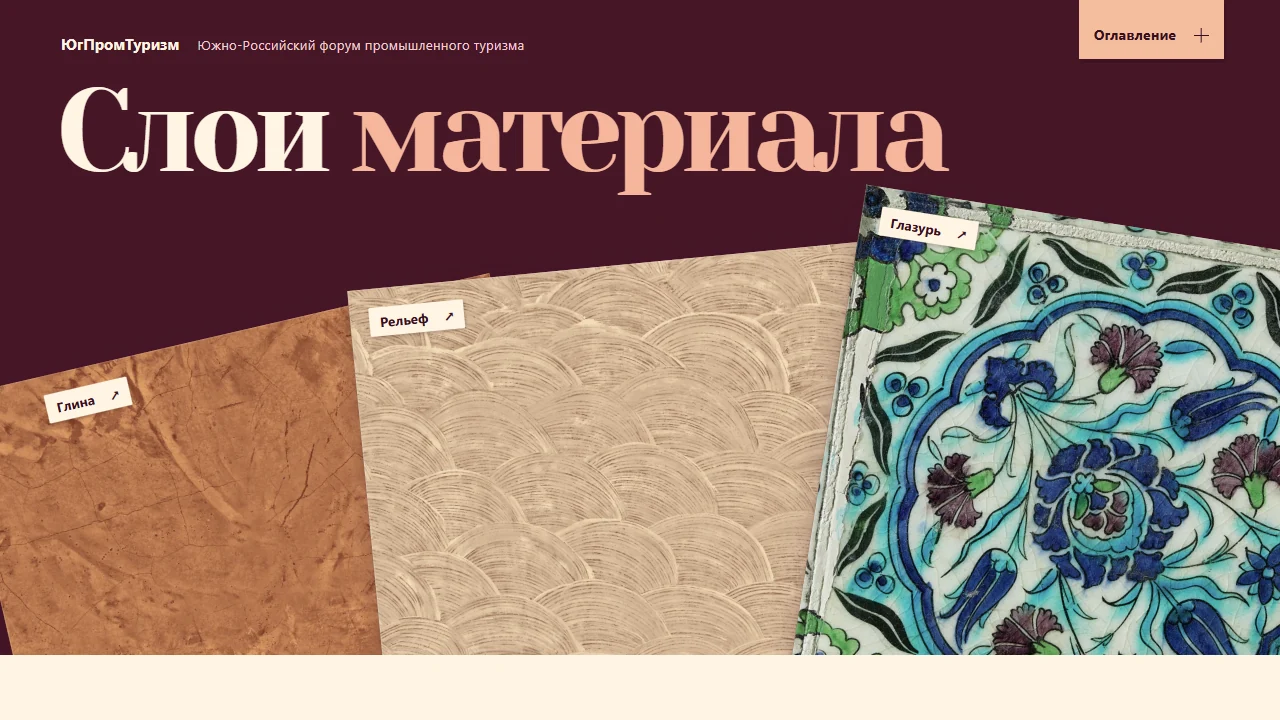 ЮгПромТуризм Южно-Российский форум промышленного туризма
Оглавление
Слои материала
Глазурь
Рельеф
Глина